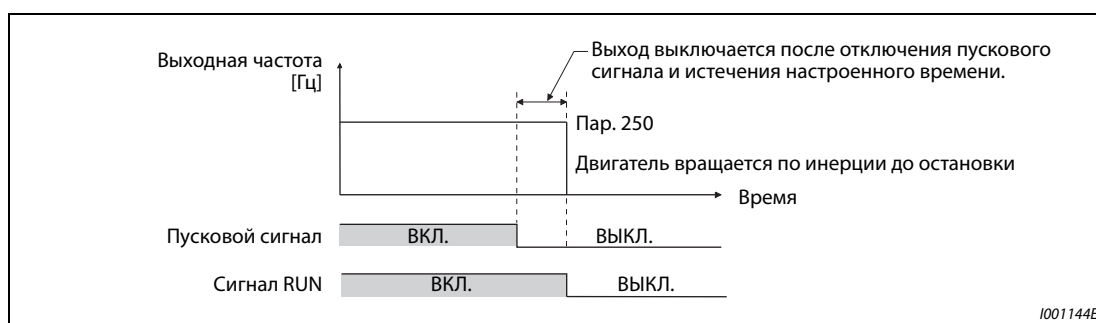 Выходная частота
[Гц]
Выход выключается после отключения пускового
сигнала и истечения настроенного времени.
Пар. 250
Двигатель вращается по инерции до остановки
Время
Пусковой сигнал ВКЛ. ВЫКЛ.
Сигнал RUN ВКЛ. ВЫКЛ.
I001144E